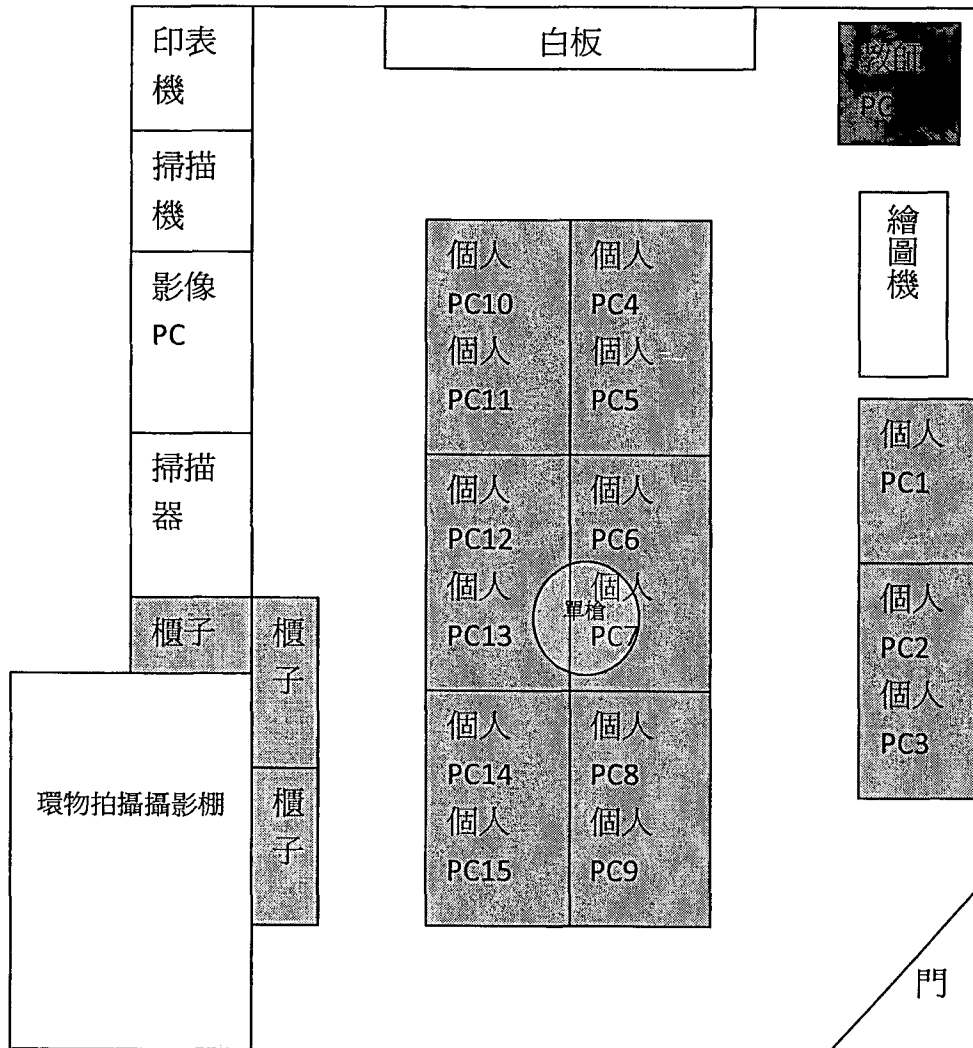 印表
機
白板
教師
PC
掃描
機
影像
PC
掃描
器
櫃子
櫃
子
櫃
子
環物拍攝攝影棚
個人
PC10
個人
PC11
個人
PC4
個人
PC5
個人
PC12
個人
PC13
個人
PC6
個人
PC7
單槍
個人
PC14
個人
PC15
個人
PC8
個人
PC9
繪
圖
機
個人
PC1
個人
PC2
個人
PC3
門